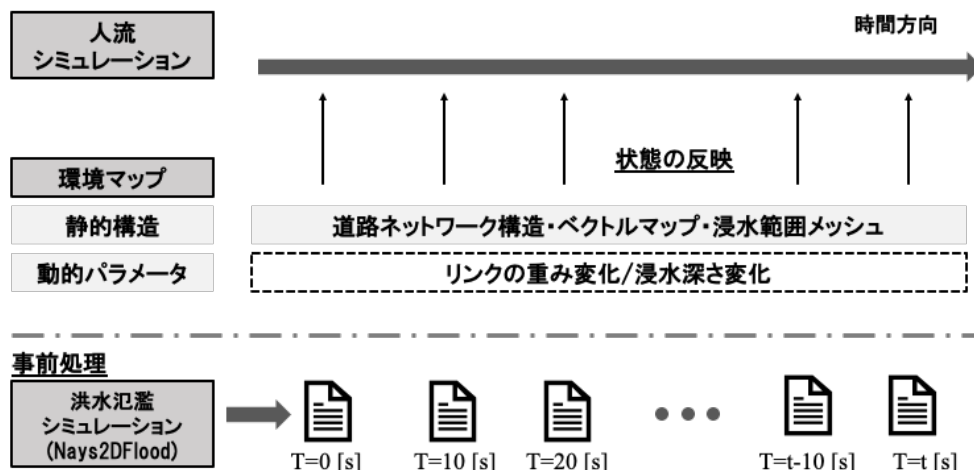 人流
シミュレーション
時間方向
状態の反映
環境マップ
静的構造
道路ネットワーク構造・ベクトルマップ・浸水範囲メッシュ
動的パラメータ
リンクの重み変化/浸水深さ変化
事前処理
洪水氾濫
シミュレーション
(Nays2DFlood)
T=0 [s]
T=10 [s]
T=20 [s]
T=t-10 [s]
T=t [s]